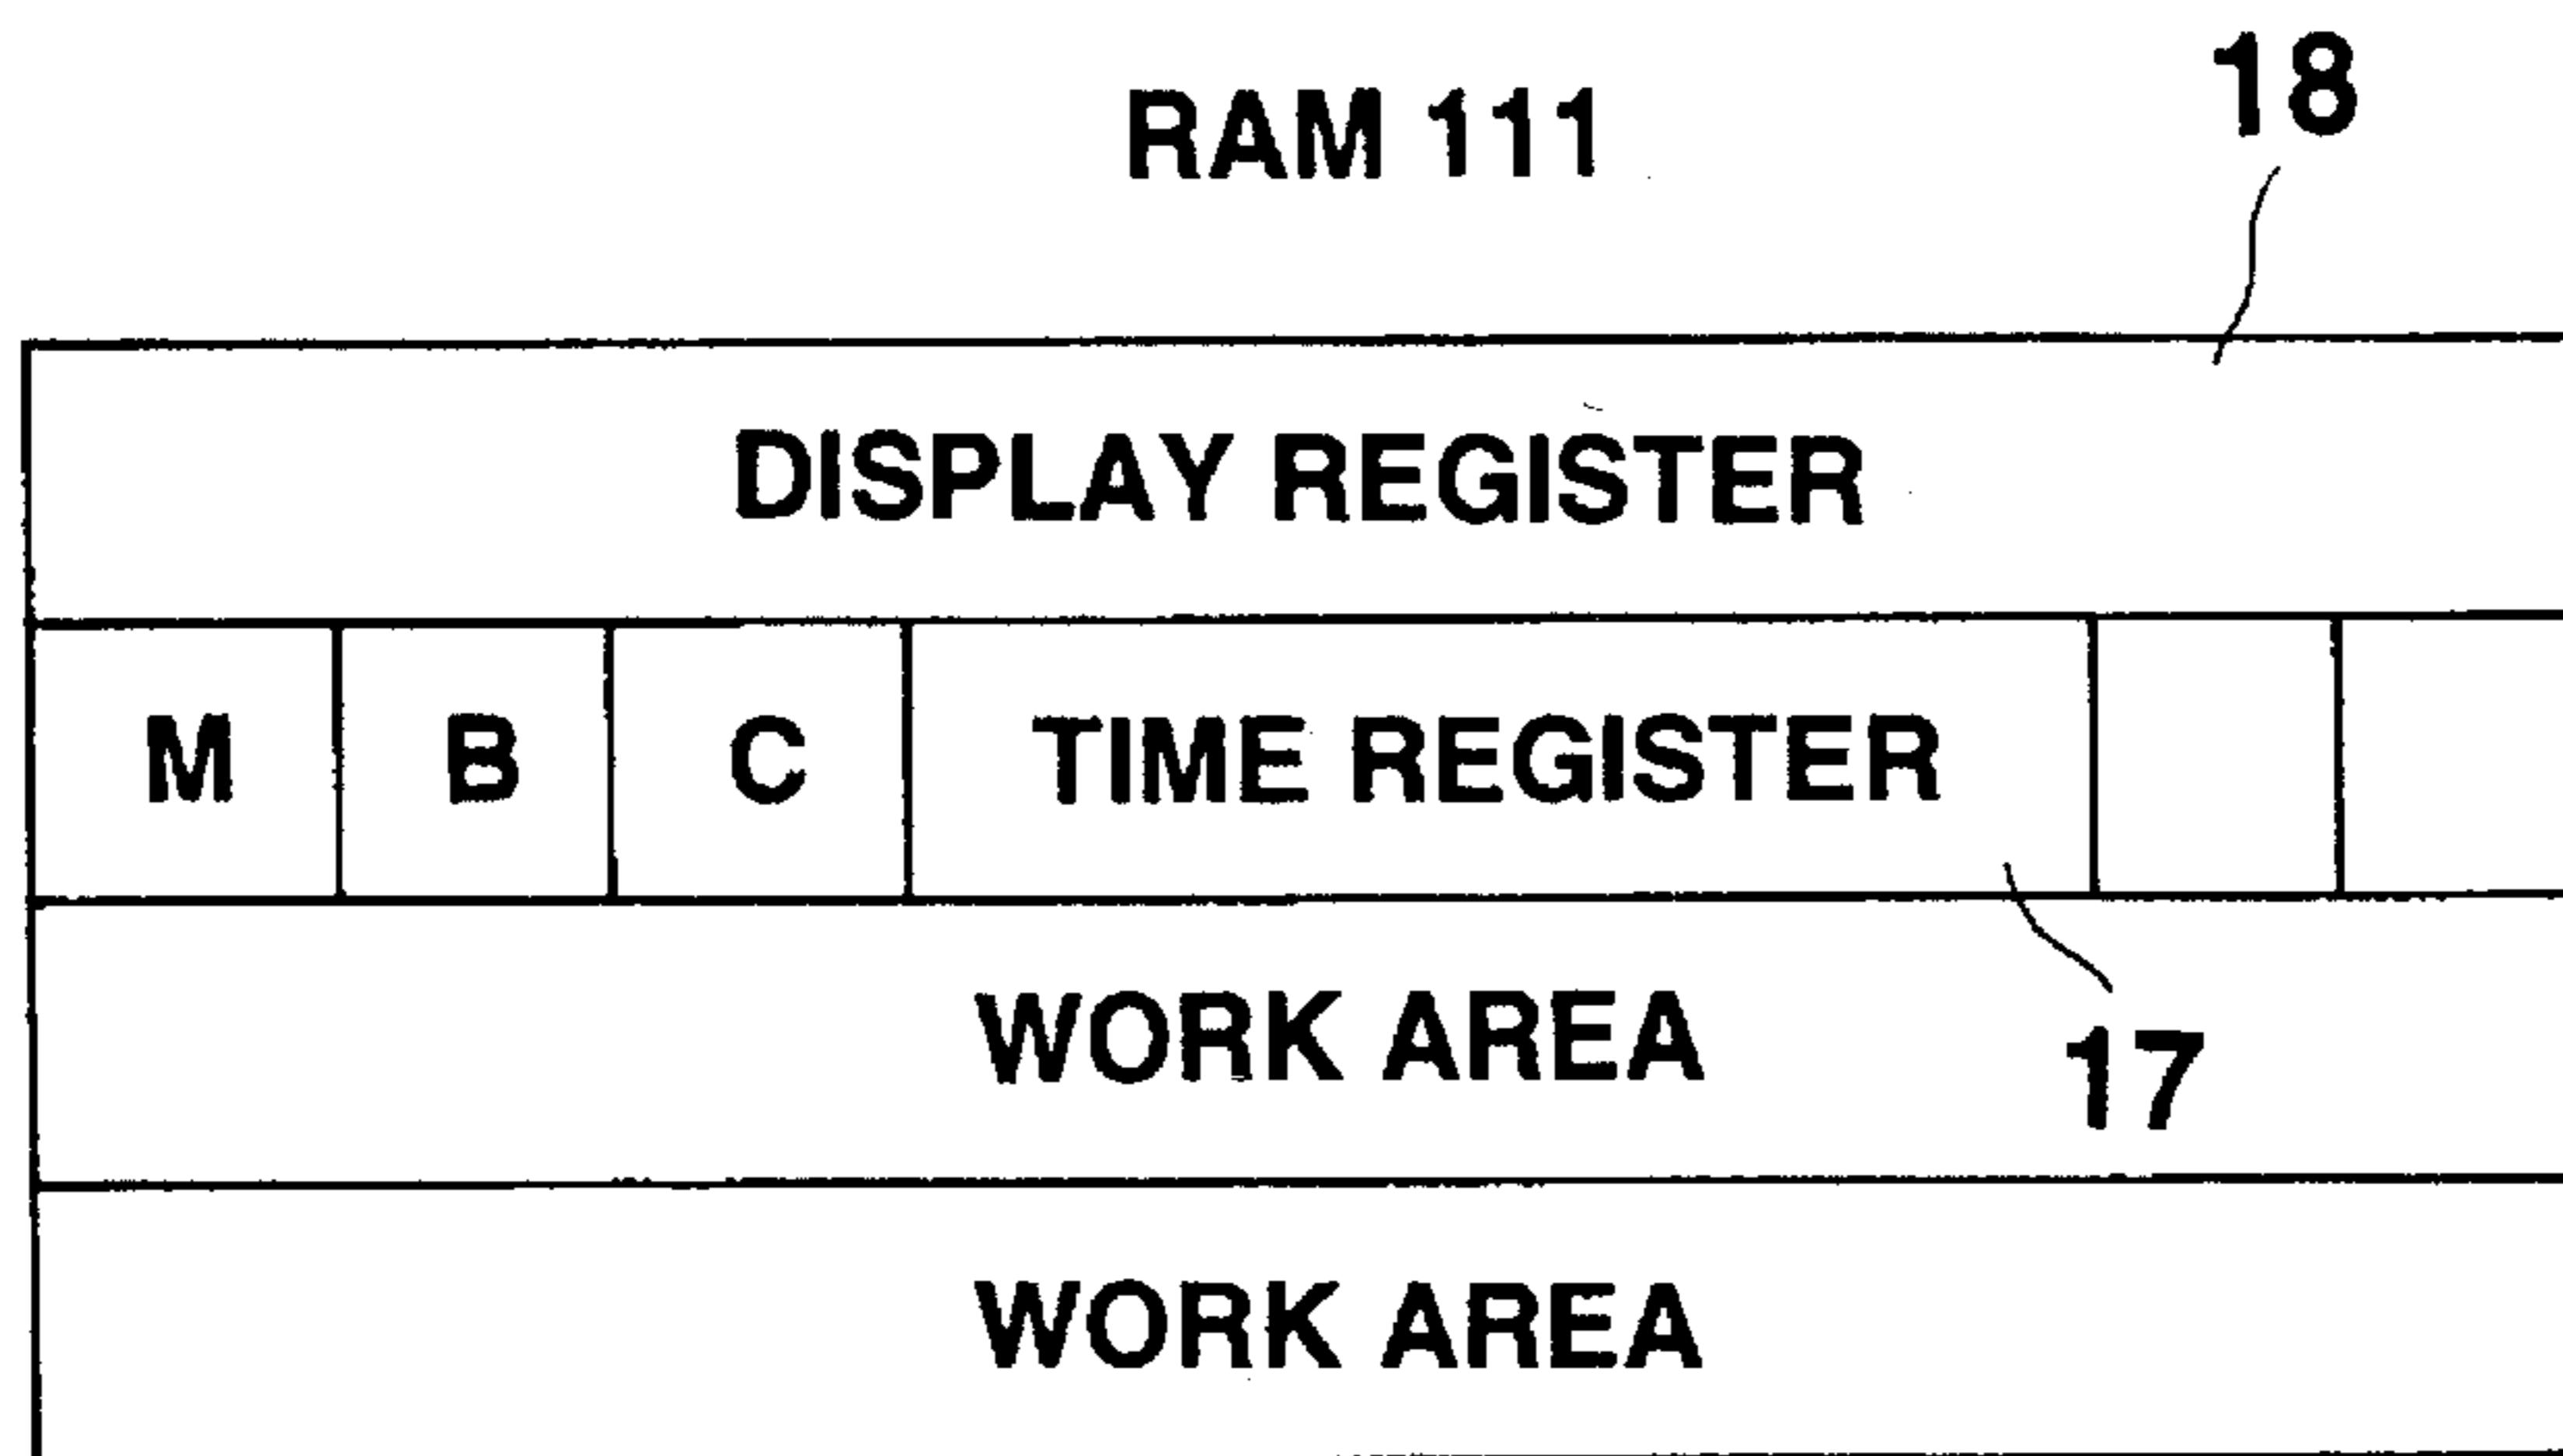 RAM 111
18
DISPLAY REGISTER
M B C TIME REGISTER
WORK AREA
17
WORK AREA